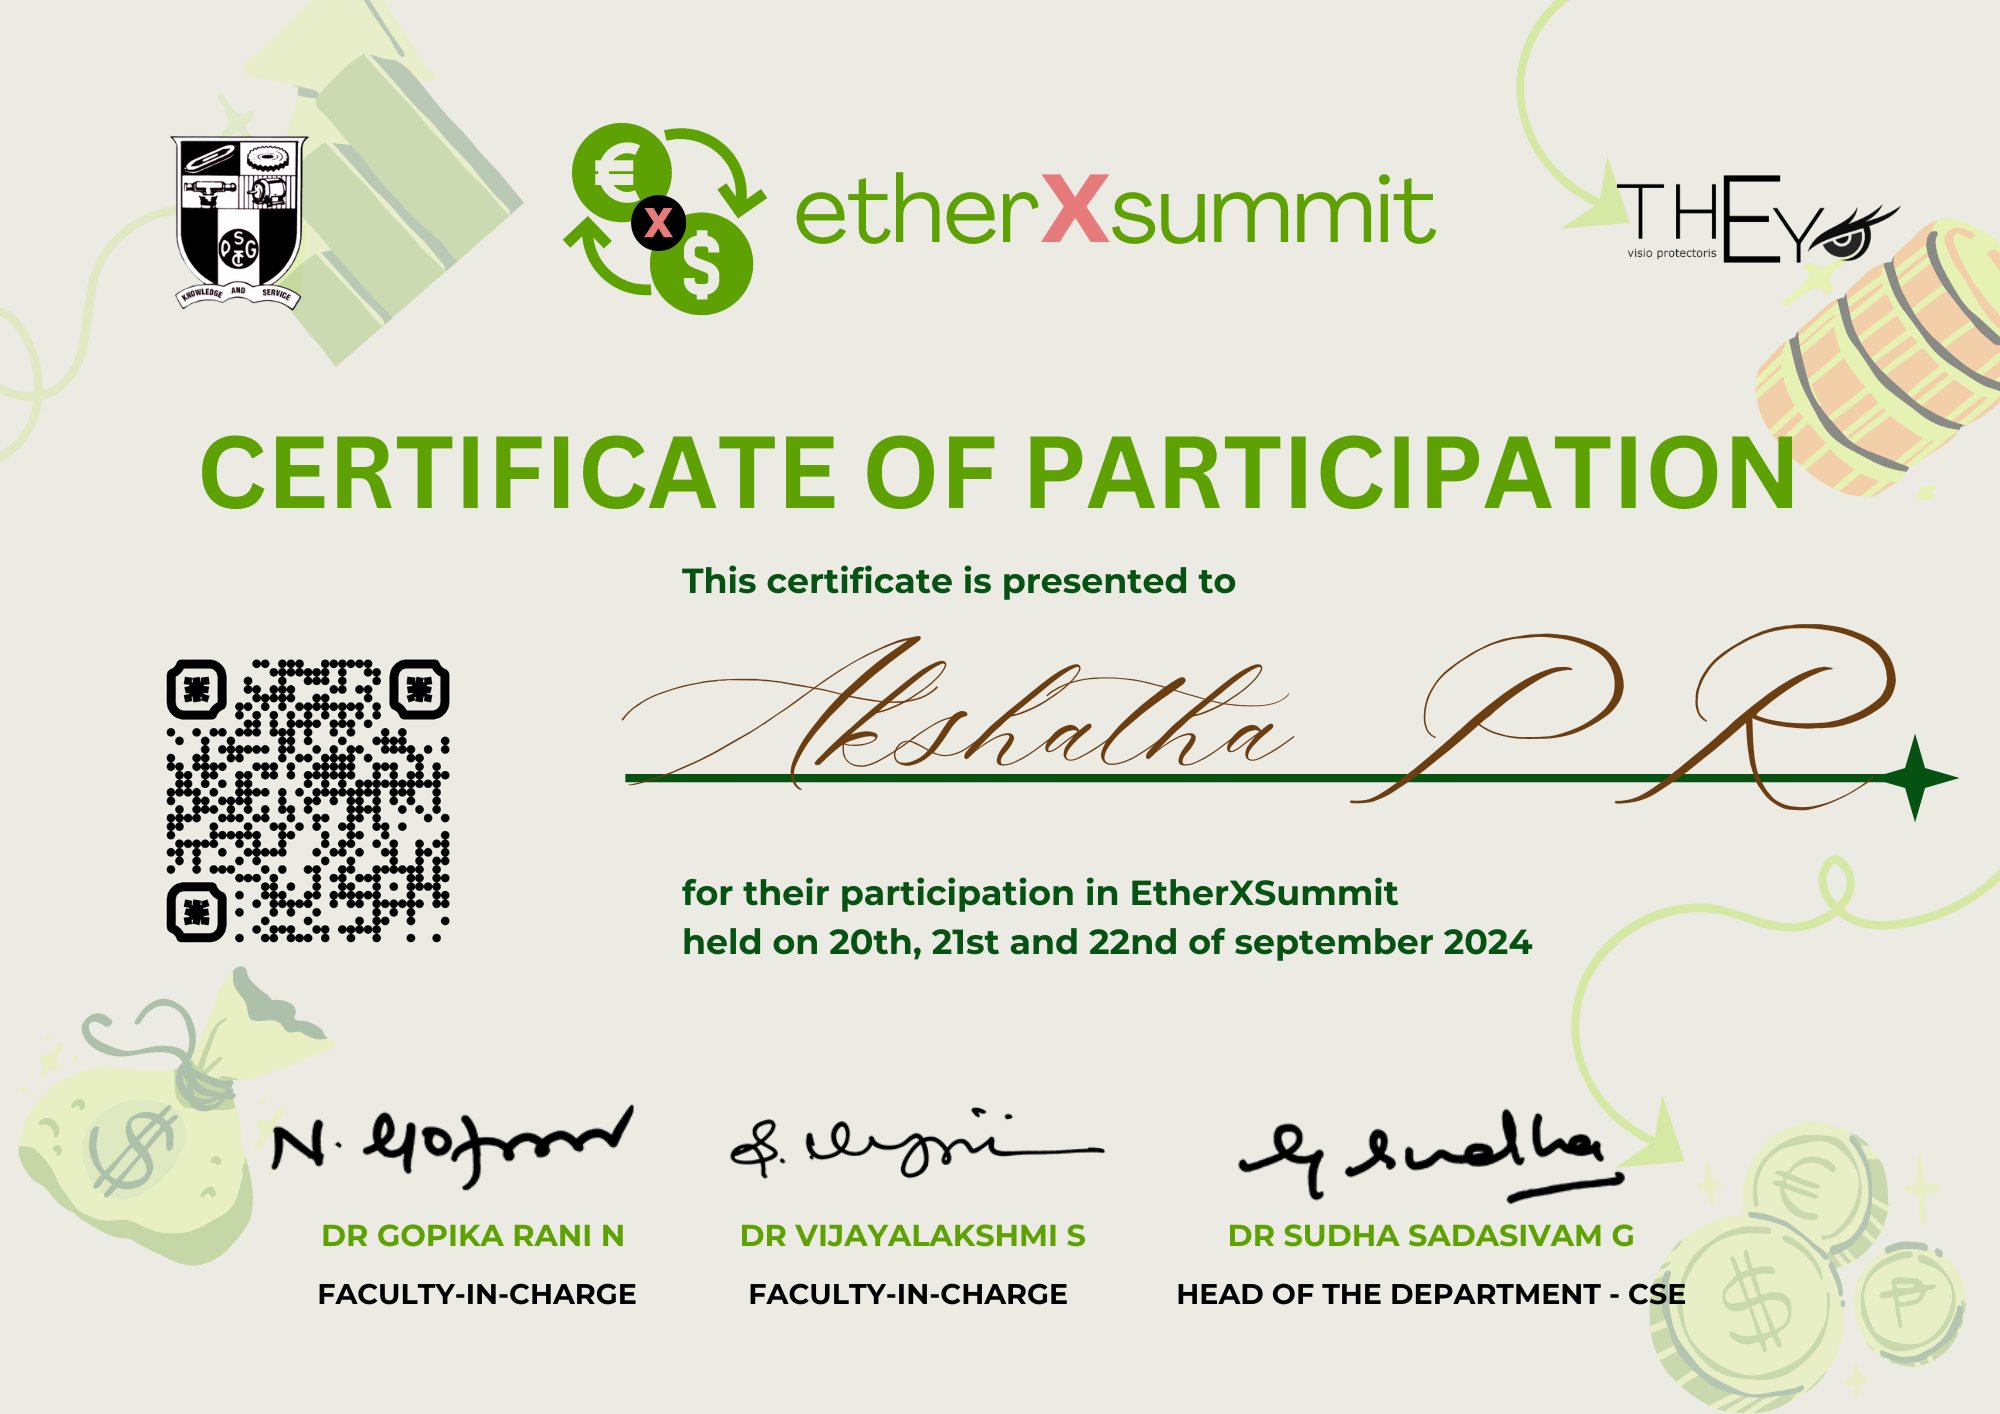 KNOWLEDGE AND SERVICE
etherXsummit
THEY
visio protectoris
CERTIFICATE OF PARTICIPATION
This certificate is presented to
Akshatha P R
for their participation in EtherXSummit
held on 20th, 21st and 22nd of september 2024
N. Gopika
S. Vijaya
G Sudha
DR GOPIKA RANI N
DR VIJAYALAKSHMI S
DR SUDHA SADASIVAM G
FACULTY-IN-CHARGE
FACULTY-IN-CHARGE
HEAD OF THE DEPARTMENT - CSE